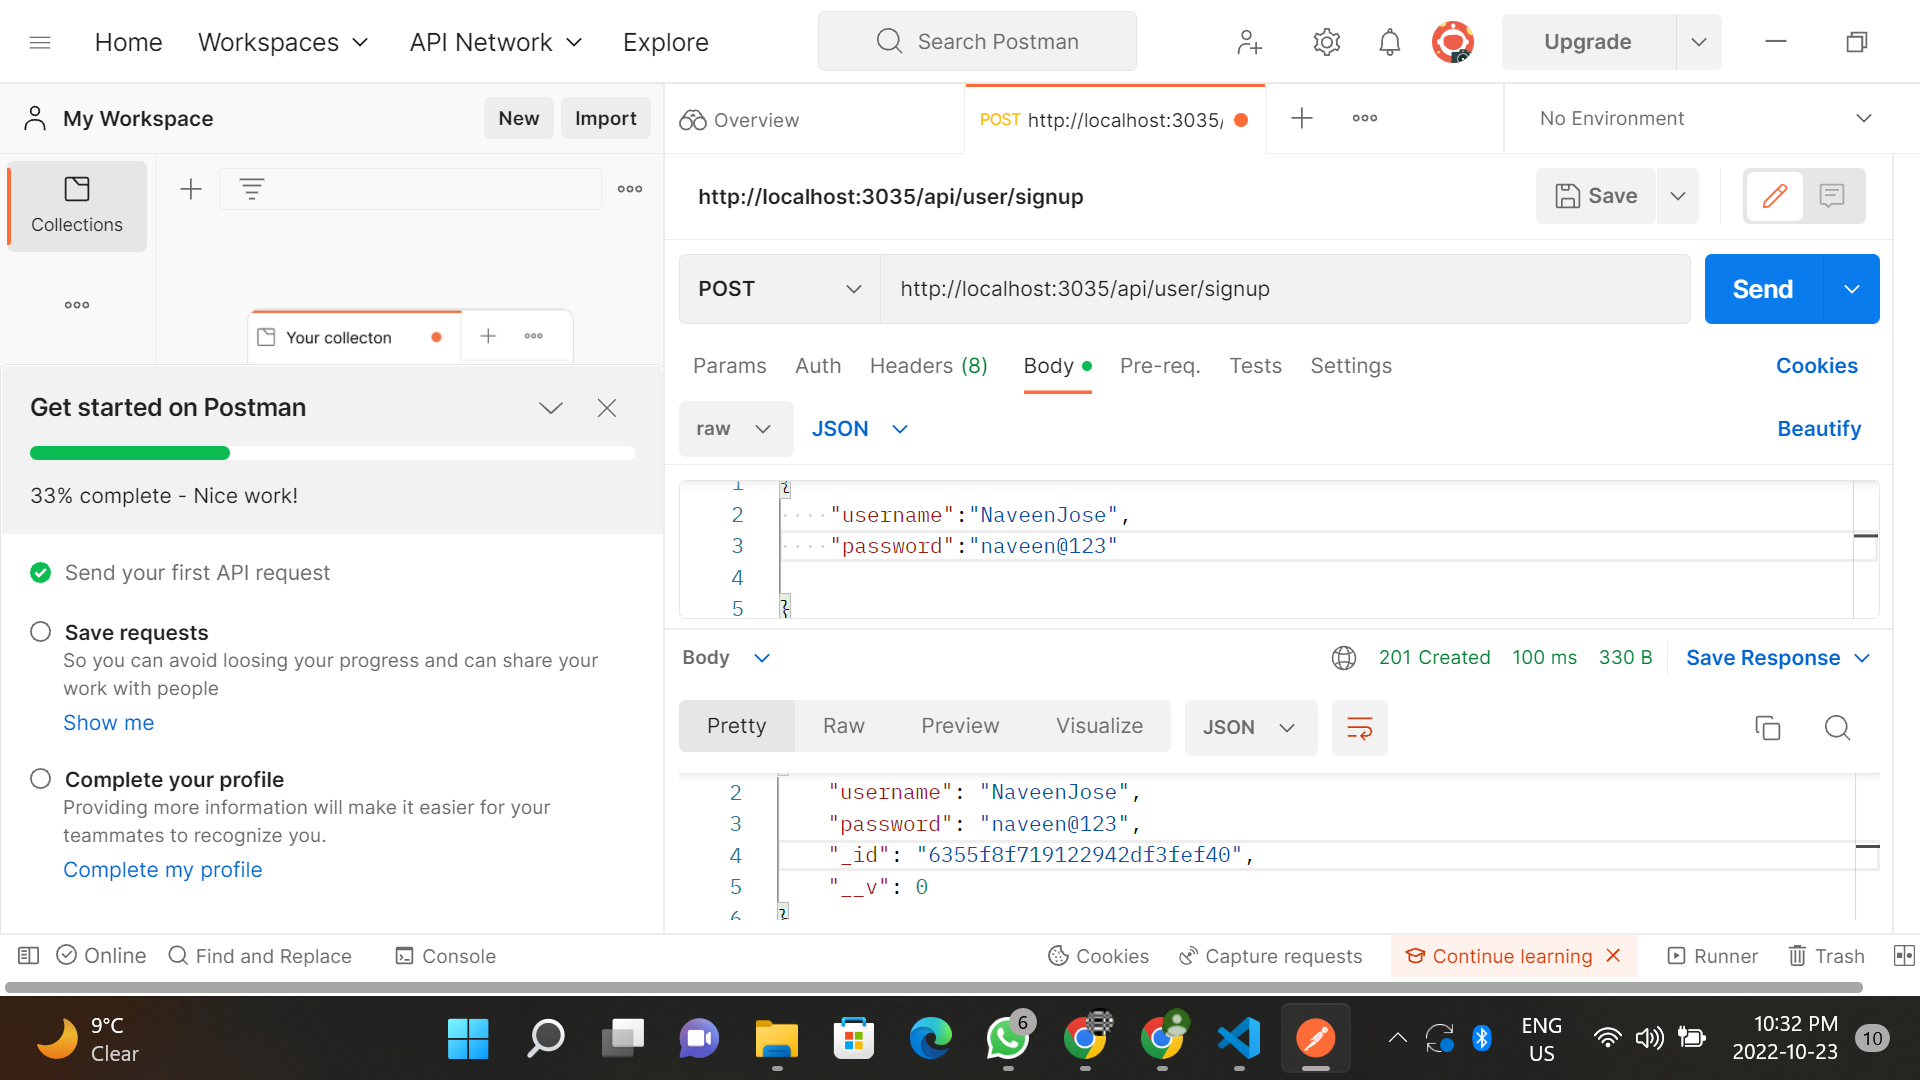 Home
Workspaces
API Network
Explore
Search Postman
Upgrade
My Workspace
New
Import
Overview
POST http://localhost:3035/
No Environment
Collections
http://localhost:3035/api/user/signup
Save
POST
http://localhost:3035/api/user/signup
Send
Your collecton
Params
Auth
Headers (8)
Body
Pre-req.
Tests
Settings
Cookies
raw
JSON
Beautify
Get started on Postman
33% complete - Nice work!
Send your first API request
Save requests
So you can avoid loosing your progress and can share your
work with people
Show me
Complete your profile
Providing more information will make it easier for your
teammates to recognize you.
Complete my profile
1 {
2 "username":"NaveenJose",
3 "password":"naveen@123"
4
5 }
Body
201 Created
100 ms
330 B
Save Response
Pretty
Raw
Preview
Visualize
JSON
2 "username": "NaveenJose",
3 "password": "naveen@123",
4 "_id": "6355f8f719122942df3fef40",
5 "__v": 0
6 }
Online
Find and Replace
Console
Cookies
Capture requests
Continue learning
Runner
Trash
9°C
Clear
6
ENG
US
10:32 PM
2022-10-23
10